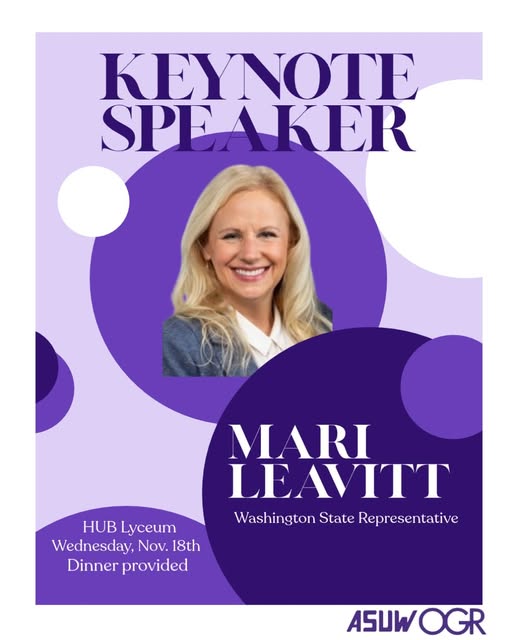 KEYNOTE
SPEAKER
MARI
LEAVITT
Washington State Representative
HUB Lyceum
Wednesday, Nov. 18th
Dinner provided
ASUW OGR